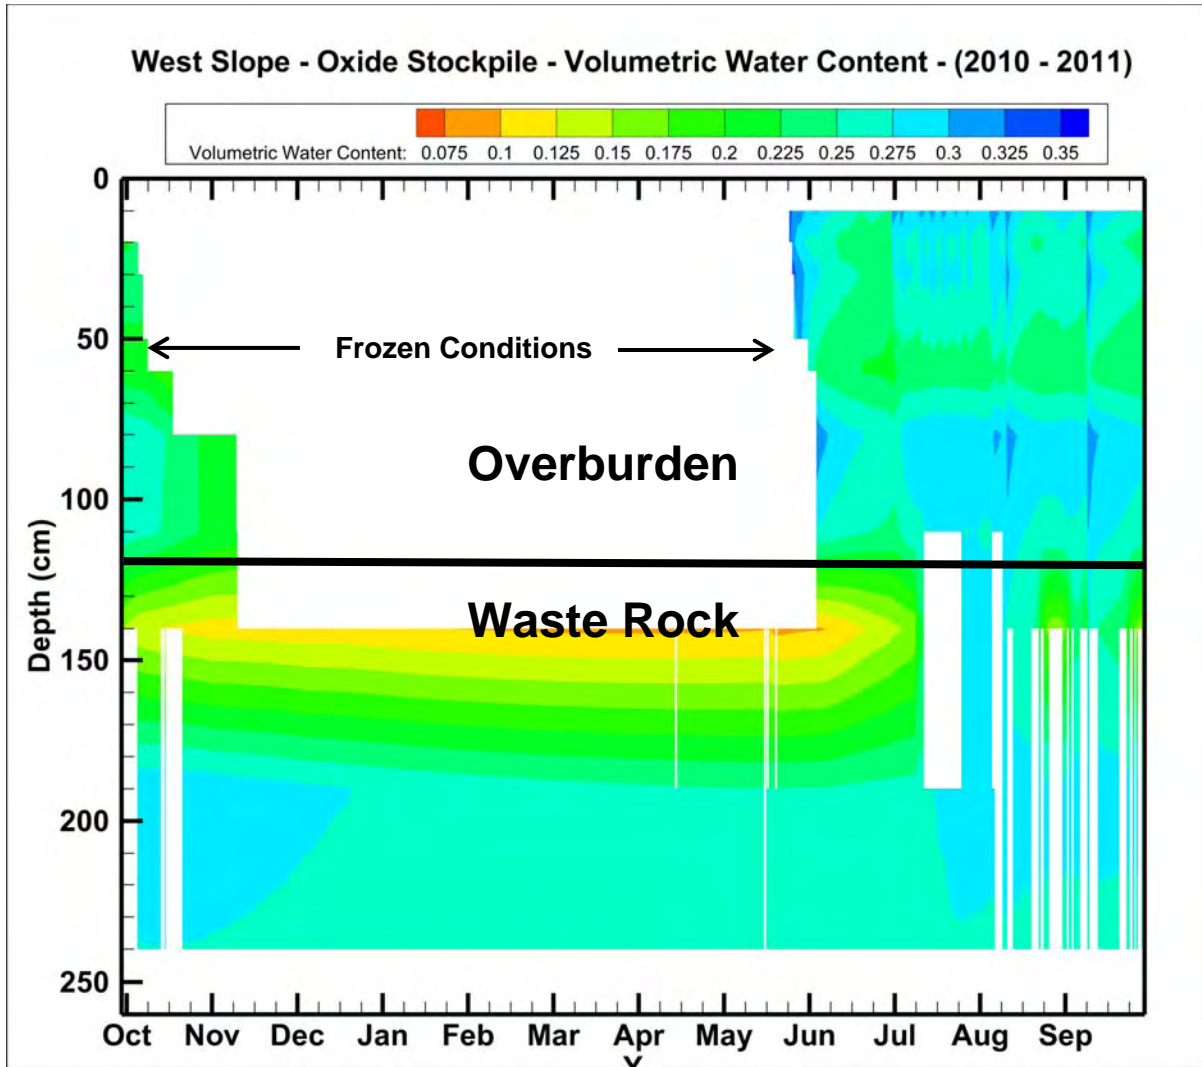 West Slope - Oxide Stockpile - Volumetric Water Content - (2010 - 2011)
Volumetric Water Content: 0.075 0.1 0.125 0.15 0.175 0.2 0.225 0.25 0.275 0.3 0.325 0.35
0
50
Frozen Conditions
Overburden
100
Depth (cm)
Waste Rock
150
200
250
Oct Nov Dec Jan Feb Mar Apr May Jun Jul Aug Sep